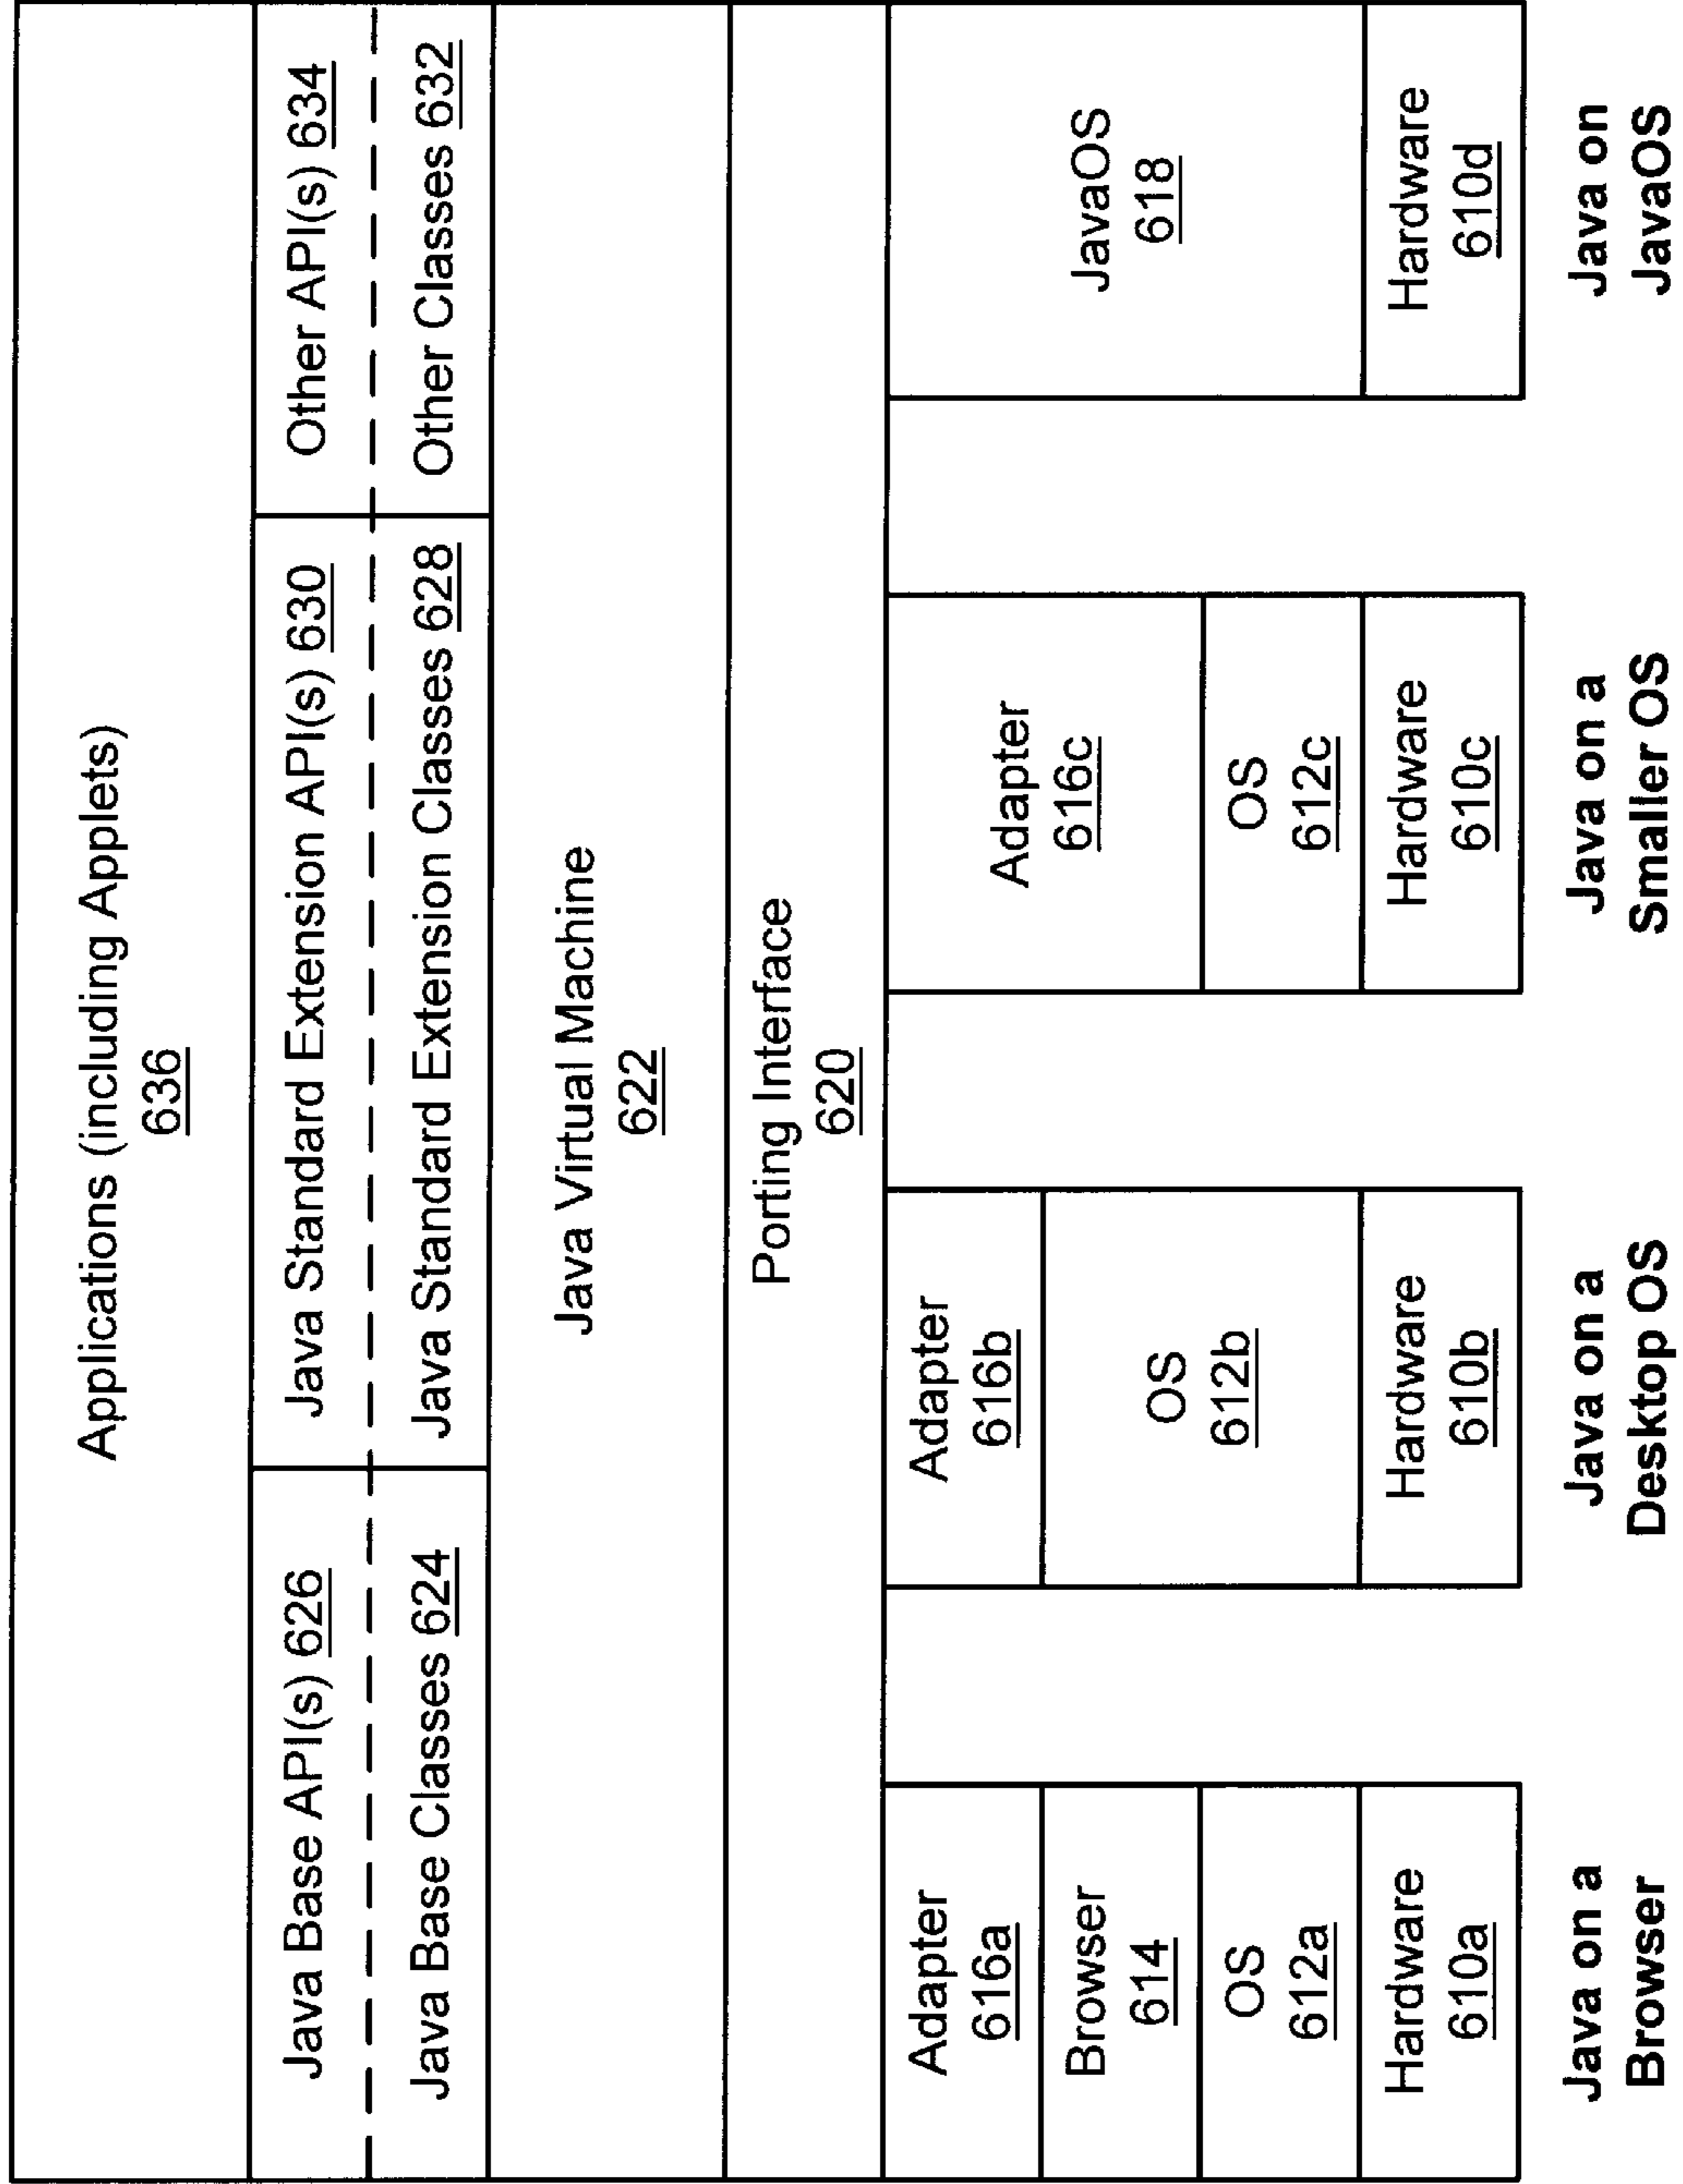 Applications (including Applets)
636
Java Base API(s) 626
Java Standard Extension API(s) 630
Other API(s) 634
Java Base Classes 624
Java Standard Extension Classes 628
Other Classes 632
Java Virtual Machine
622
Porting Interface
620
Adapter
616a
Browser
614
OS
612a
Hardware
610a
Java on a
Browser
Adapter
616b
OS
612b
Hardware
610b
Java on a
Desktop OS
Adapter
616c
OS
612c
Hardware
610c
Java on a
Smaller OS
JavaOS
618
Hardware
610d
Java on
JavaOS